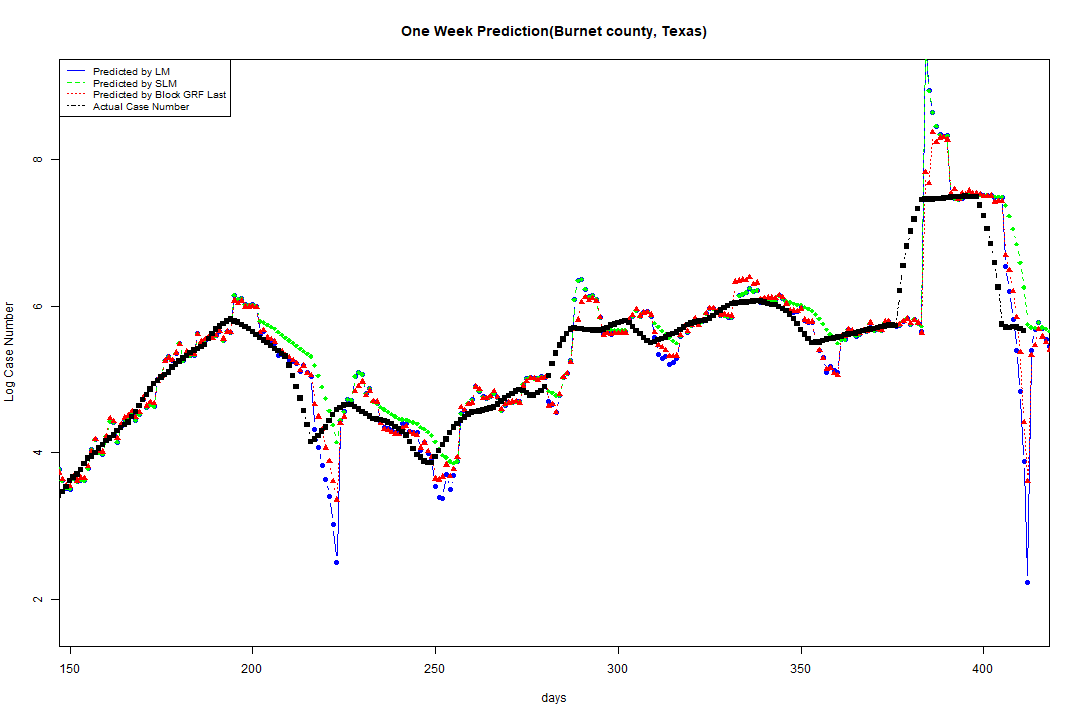 One Week Prediction(Burnet county, Texas)
Predicted by LM
Predicted by SLM
Predicted by Block GRF Last
Actual Case Number
8
6
4
2
Log Case Number
150 200 250 300 350 400
days